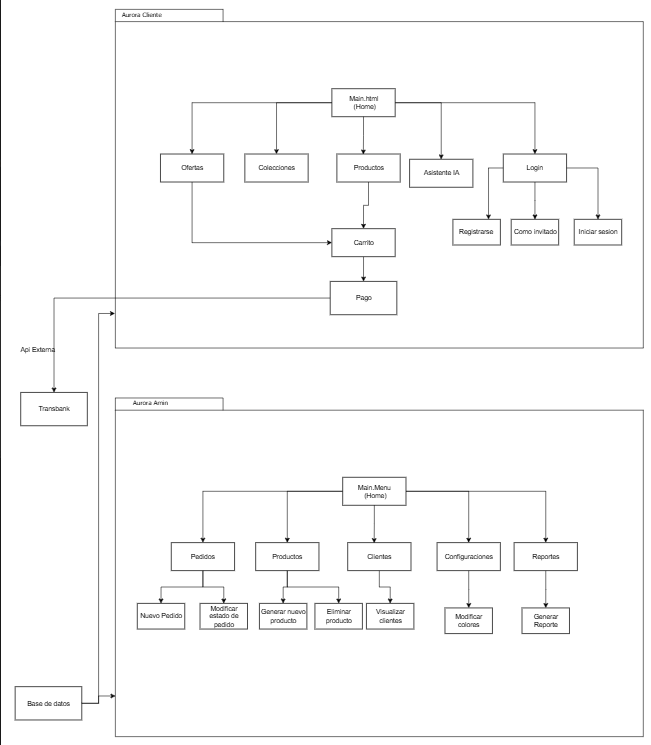 Aurora Cliente
Main.html
(Home)
Ofertas
Colecciones
Productos
Asistente IA
Login
Registrarse
Como invitado
Iniciar sesion
Carrito
Pago
Api Externa
Transbank
Aurora Amin
Main.Menu
(Home)
Pedidos
Productos
Clientes
Configuraciones
Reportes
Nuevo Pedido
Modificar
estado de
pedido
Generar nuevo
producto
Eliminar
producto
Visualizar
clientes
Modificar
colores
Generar
Reporte
Base de datos